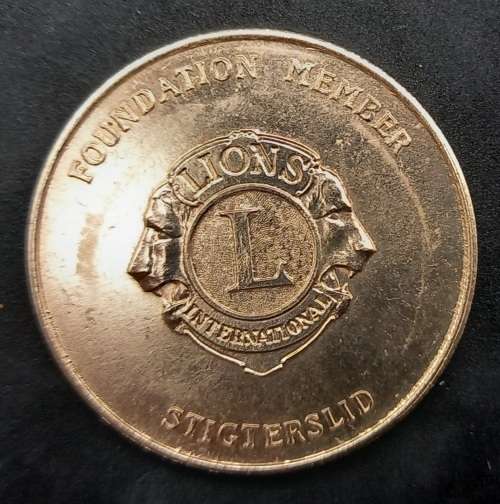 FOUNDATION MEMBER
LIONS
L
INTERNATIONAL
STIGTERSLID